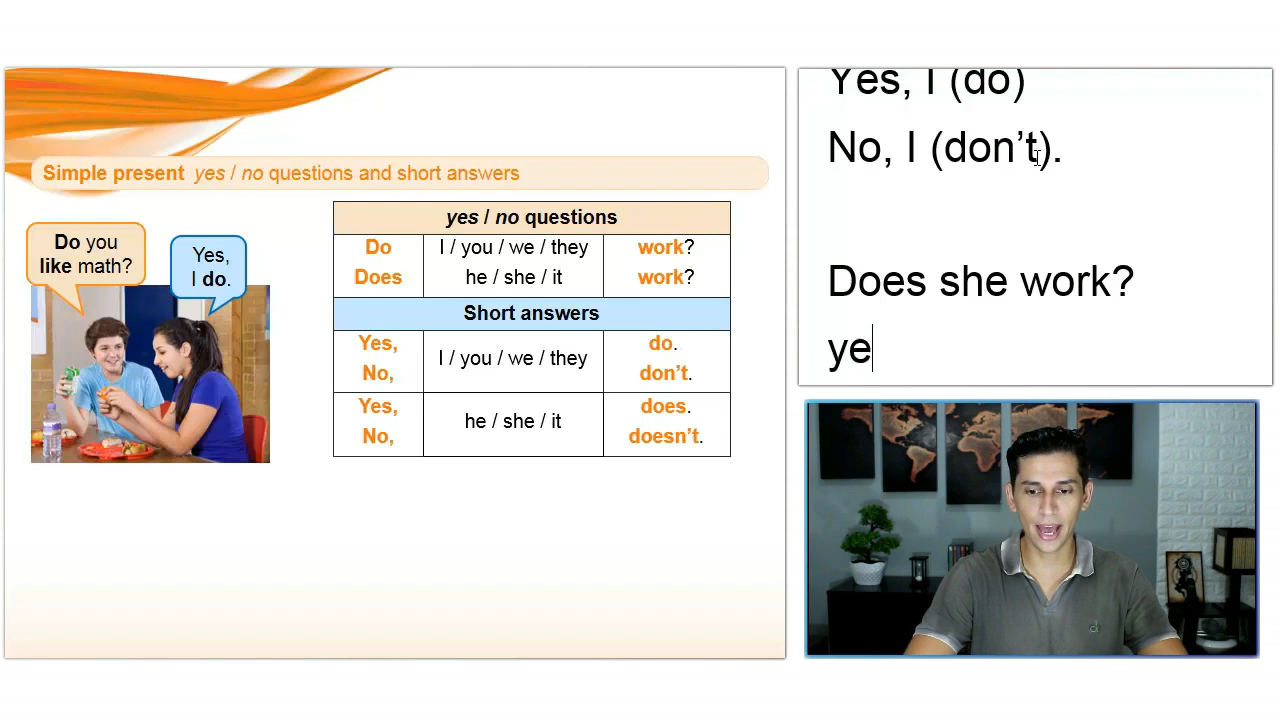 Simple present yes / no questions and short answers
Do you
like math?
Yes,
I do.
yes / no questions
Do I / you / we / they work?
Does he / she / it work?
Short answers
Yes,
I / you / we / they
do.
No,
don't.
Yes,
he / she / it
does.
No,
doesn't.
Yes, I (do)
No, I (don’t).
Does she work?
ye